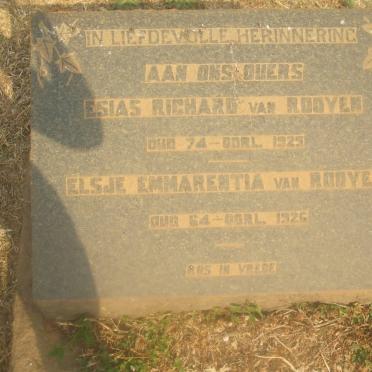 IN LIEFDEVOLLE HERINNERING
AAN ONS OUERS
ESIAS RICHARD VAN ROOYEN
OUD 74 - OORL. 1925
ELSJE EMMARENTIA VAN ROOYEN
OUD 64 - OORL. 1926
RUS IN VREDE